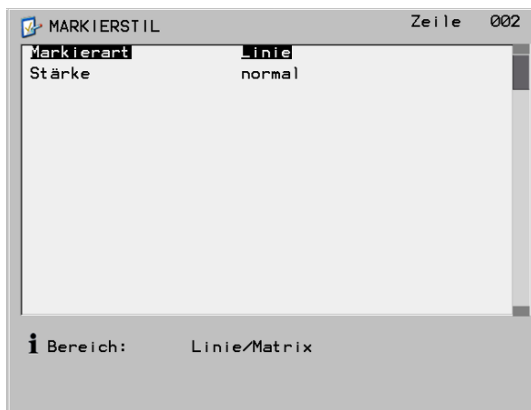 MARKIERSTIL Zeile 002
Markierart Linie
Stärke normal
i Bereich: Linie/Matrix